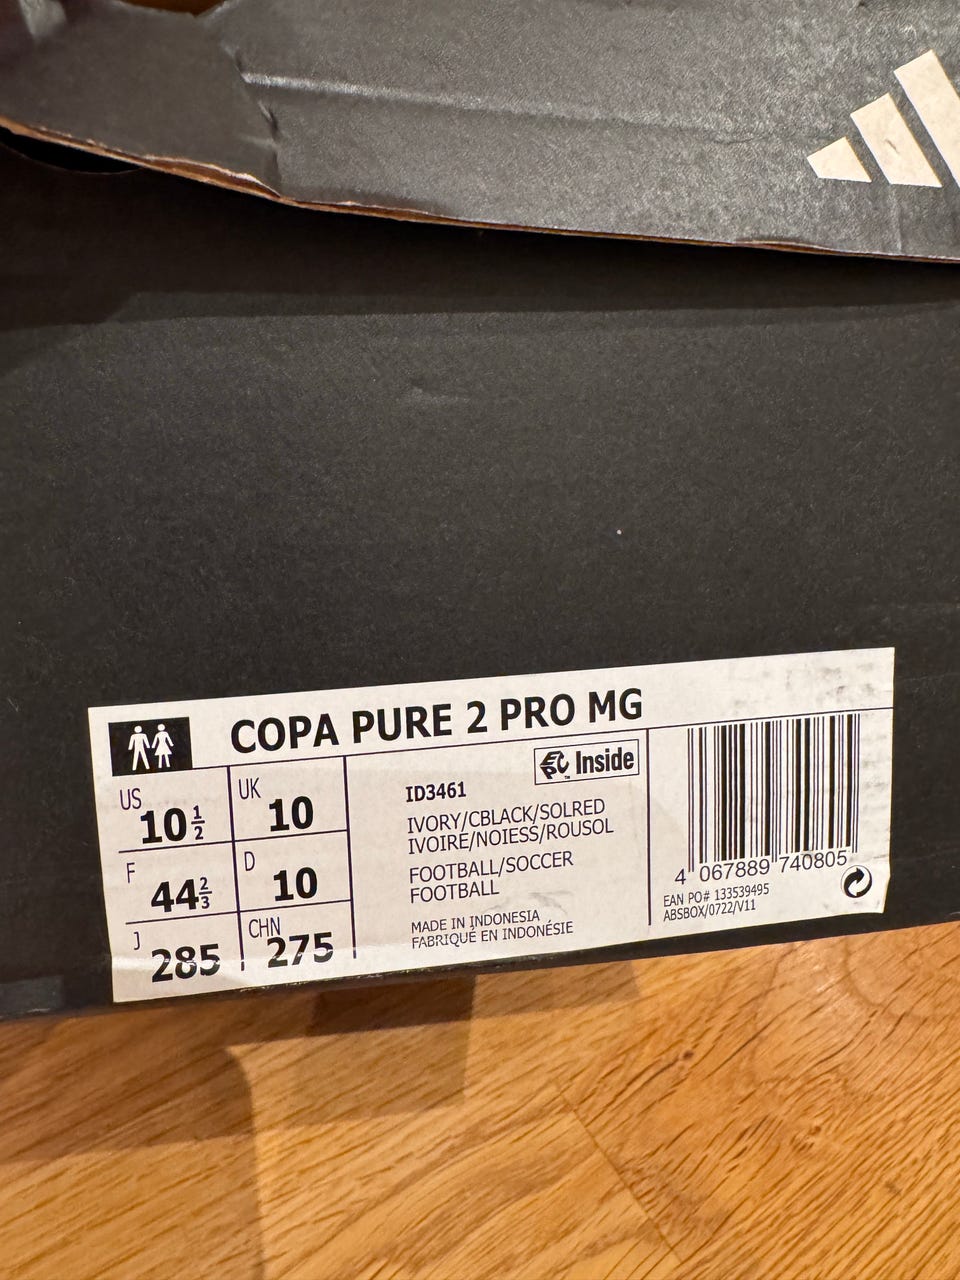 COPA PURE 2 PRO MG
US 10 1/2
UK 10
F 44 2/3
D 10
J 285
CHN 275
Inside
TM
ID3461
IVORY/CBLACK/SOLRED
IVOIRE/NOIESS/ROUSOL
FOOTBALL/SOCCER
FOOTBALL
MADE IN INDONESIA
FABRIQUÉ EN INDONÉSIE
4 067889 740805
EAN PO# 133539495
ABSBOX/0722/V11